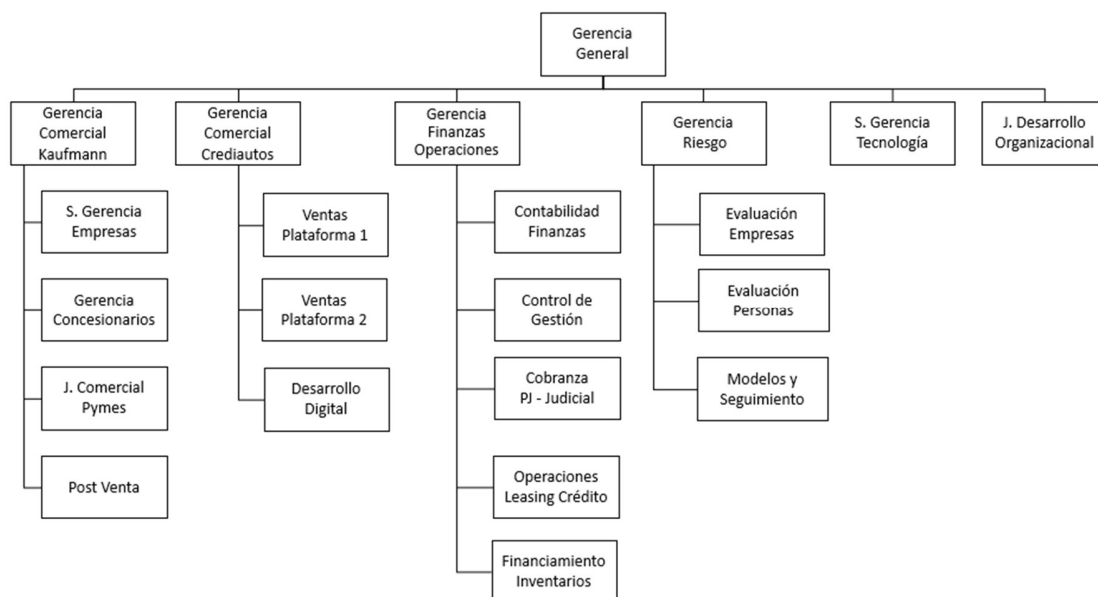 Gerencia
General
Gerencia
Comercial
Kaufmann
Gerencia
Comercial
Crediautos
Gerencia
Finanzas
Operaciones
Gerencia
Riesgo
S. Gerencia
Tecnología
J. Desarrollo
Organizacional
S. Gerencia
Empresas
Gerencia
Concesionarios
J. Comercial
Pymes
Post Venta
Ventas
Plataforma 1
Ventas
Plataforma 2
Desarrollo
Digital
Contabilidad
Finanzas
Control de
Gestión
Cobranza
PJ - Judicial
Operaciones
Leasing Crédito
Financiamiento
Inventarios
Evaluación
Empresas
Evaluación
Personas
Modelos y
Seguimiento